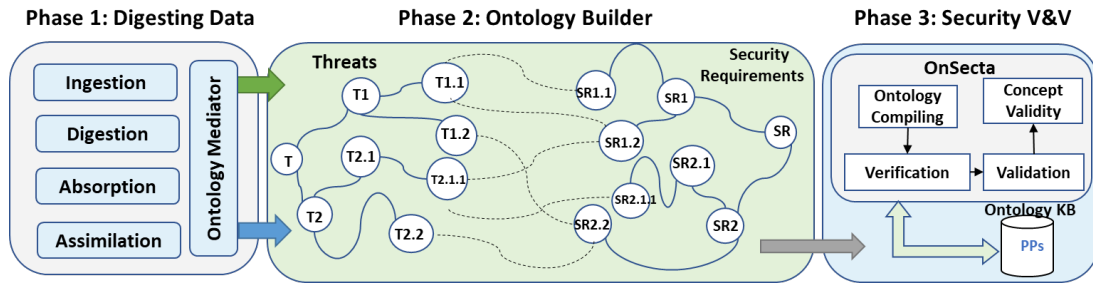 Phase 1: Digesting Data
Phase 2: Ontology Builder
Phase 3: Security V&V
Ingestion
Digestion
Absorption
Assimilation
Ontology Mediator
Threats
Security
Requirements
T
T1
T1.1
T1.2
T2.1
T2.1.1
T2
T2.2
SR1.1
SR1
SR1.2
SR
SR2.1
SR2.1.1
SR2.2
SR2
OnSecta
Ontology
Compiling
Concept
Validity
Verification
Validation
Ontology KB
PPs